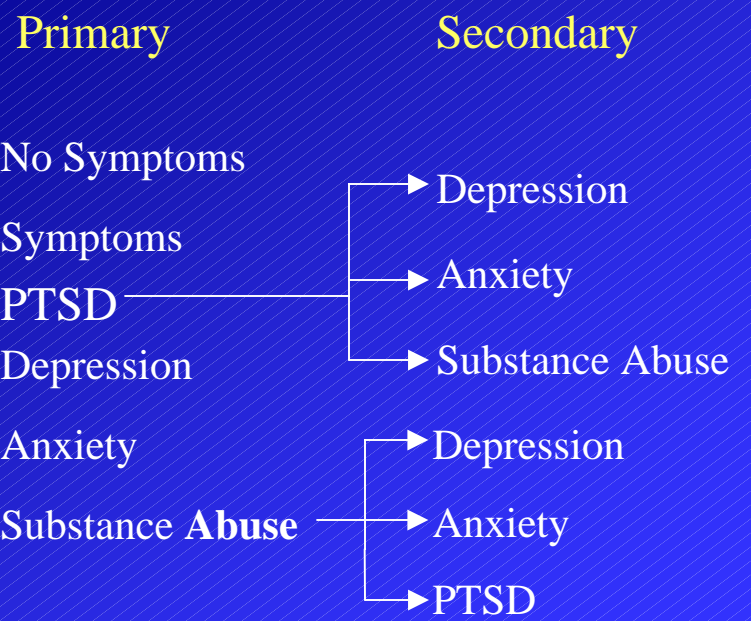 Primary
Secondary
No Symptoms
Symptoms
PTSD
Depression
Anxiety
Substance Abuse
Depression
Anxiety
Substance Abuse
Depression
Anxiety
PTSD